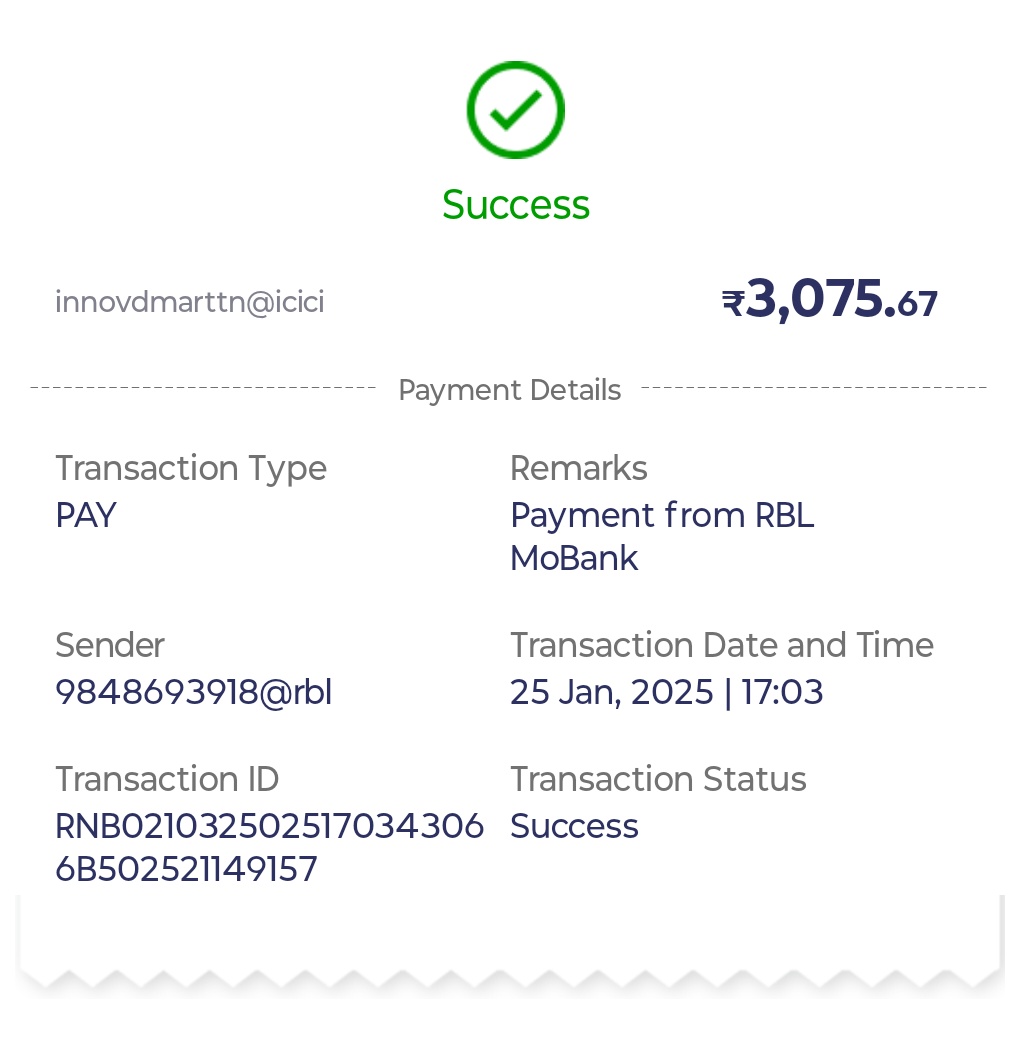 Success
innovdmarttn@icici
₹3,075.67
Payment Details
Transaction Type
Remarks
PAY
Payment from RBL
MoBank
Sender
Transaction Date and Time
9848693918@rbl
25 Jan, 2025 | 17:03
Transaction ID
Transaction Status
RNB021032502517034306
Success
6B502521149157